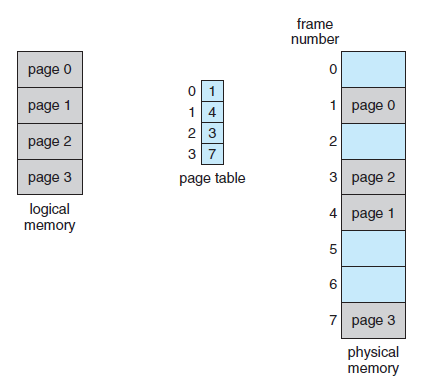 page 0
page 1
page 2
page 3
logical
memory
0 1
1 4
2 3
3 7
page table
frame
number
0
1 page 0
2
3 page 2
4 page 1
5
6
7 page 3
physical
memory